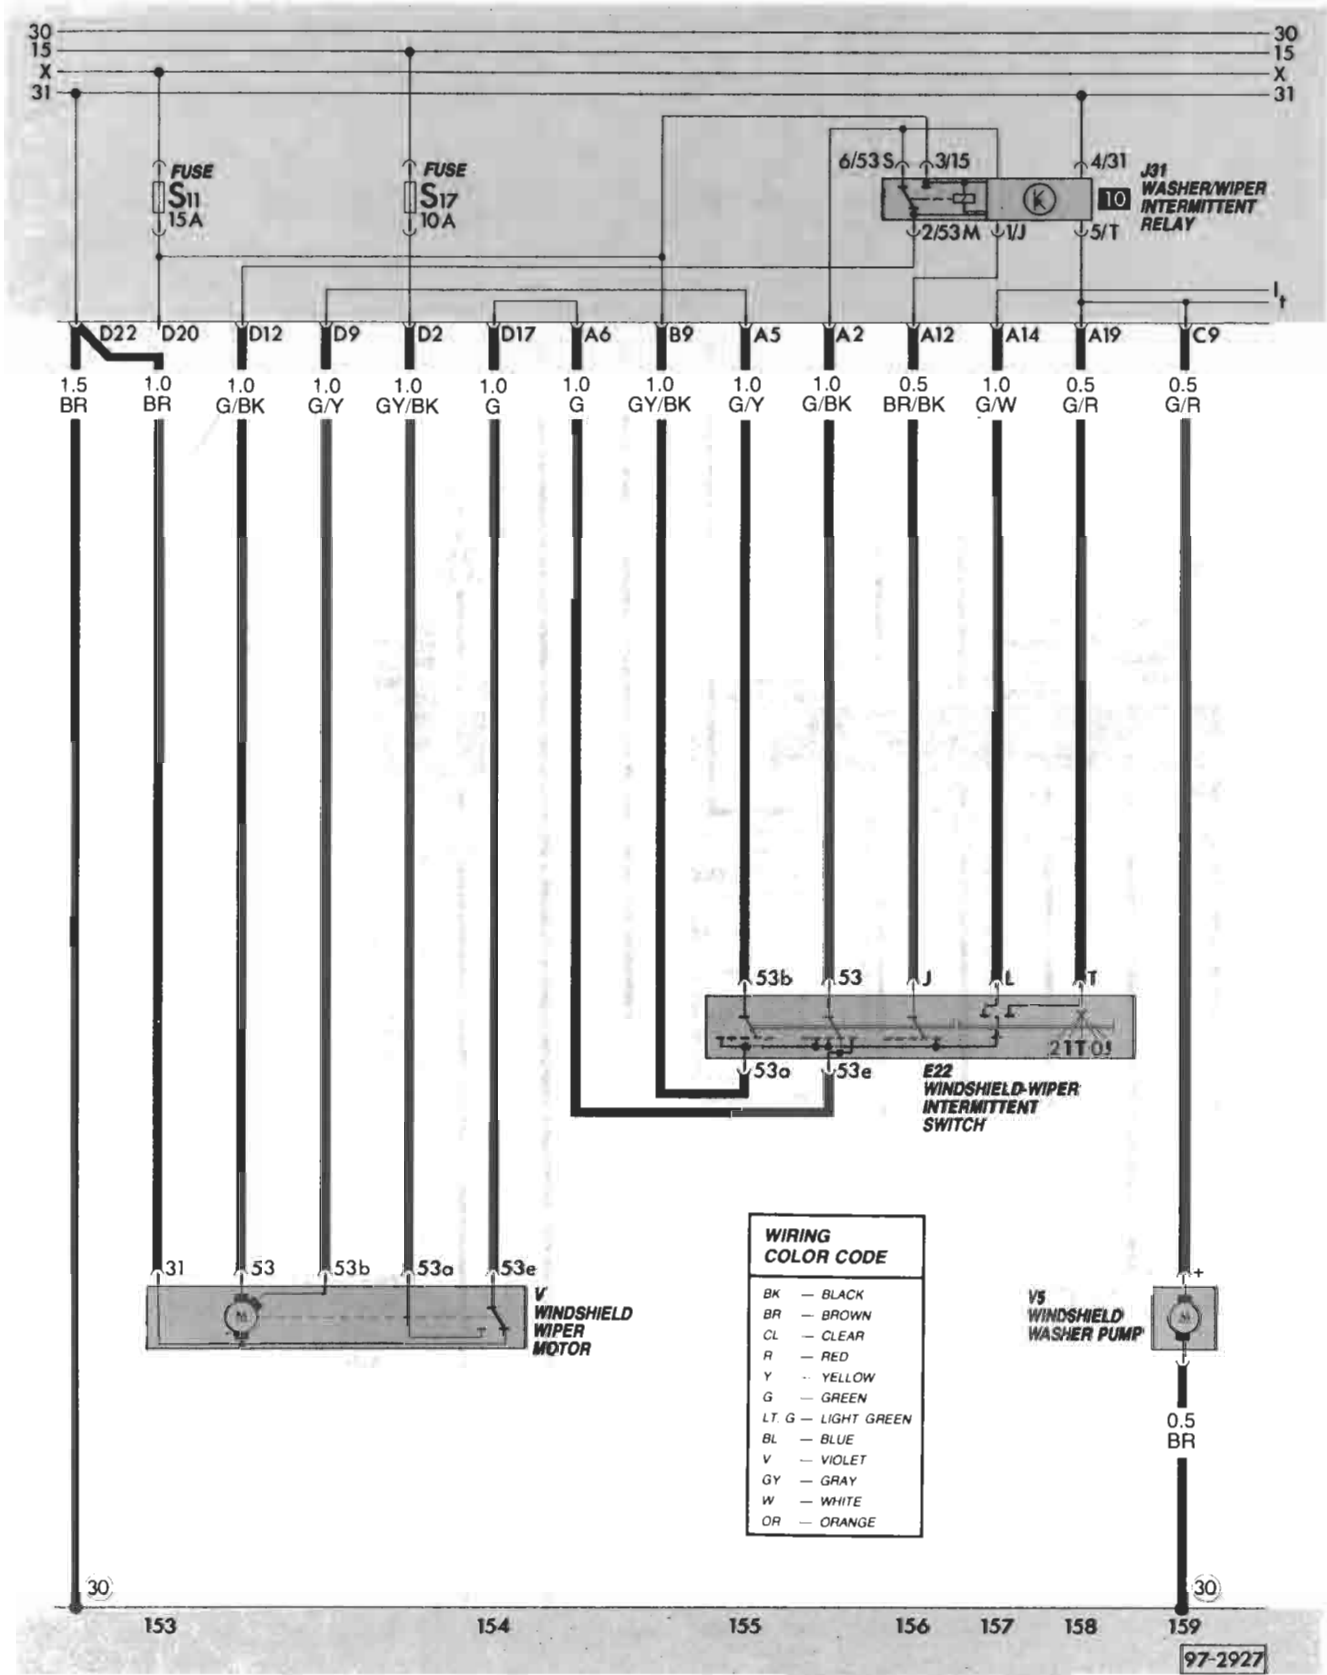 30 30
15 15
X X
31 31
FUSE
S11
15A
FUSE
S17
10A
6/53 S 3/15 4/31
J31
WASHER/WIPER
INTERMITTENT
RELAY
K
10
2/53M 1/J 5/T
l
t
D22 D20 D12 D9 D2 D17 A6 B9 A5 A2 A12 A14 A19 C9
1.5 1.0 1.0 1.0 1.0 1.0 1.0 1.0 1.0 1.0 0.5 1.0 0.5 0.5
BR BR G/BK G/Y GY/BK G G GY/BK G/Y G/BK BR/BK G/W G/R G/R
53b 53 J L T
2 1 T 0 J
53a 53e
E22
WINDSHIELD-WIPER
INTERMITTENT
SWITCH
31 53 53b 53a 53e
M
V
WINDSHIELD
WIPER
MOTOR
WIRING
COLOR CODE
BK — BLACK
BR — BROWN
CL — CLEAR
R — RED
Y — YELLOW
G — GREEN
LT. G — LIGHT GREEN
BL — BLUE
V — VIOLET
GY — GRAY
W — WHITE
OR — ORANGE
+
V5
WINDSHIELD
WASHER PUMP
M
0.5
BR
30 30
153 154 155 156 157 158 159
97-2927